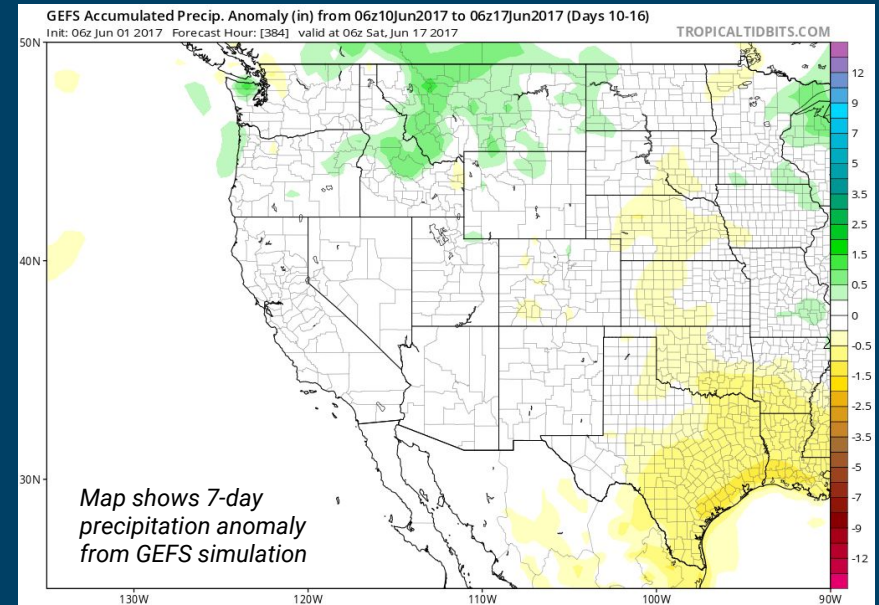 GEFS Accumulated Precip. Anomaly (in) from 06z10Jun2017 to 06z17Jun2017 (Days 10-16)
Init: 06z Jun 01 2017 Forecast Hour: [384] valid at 06z Sat, Jun 17 2017
TROPICALTIDBITS.COM
50N
40N
30N
Map shows 7-day
precipitation anomaly
from GEFS simulation
130W
120W
110W
100W
90W
12
9
7
5
3.5
2.5
1.5
0.5
0
-0.5
-1.5
-2.5
-3.5
-5
-7
-9
-12